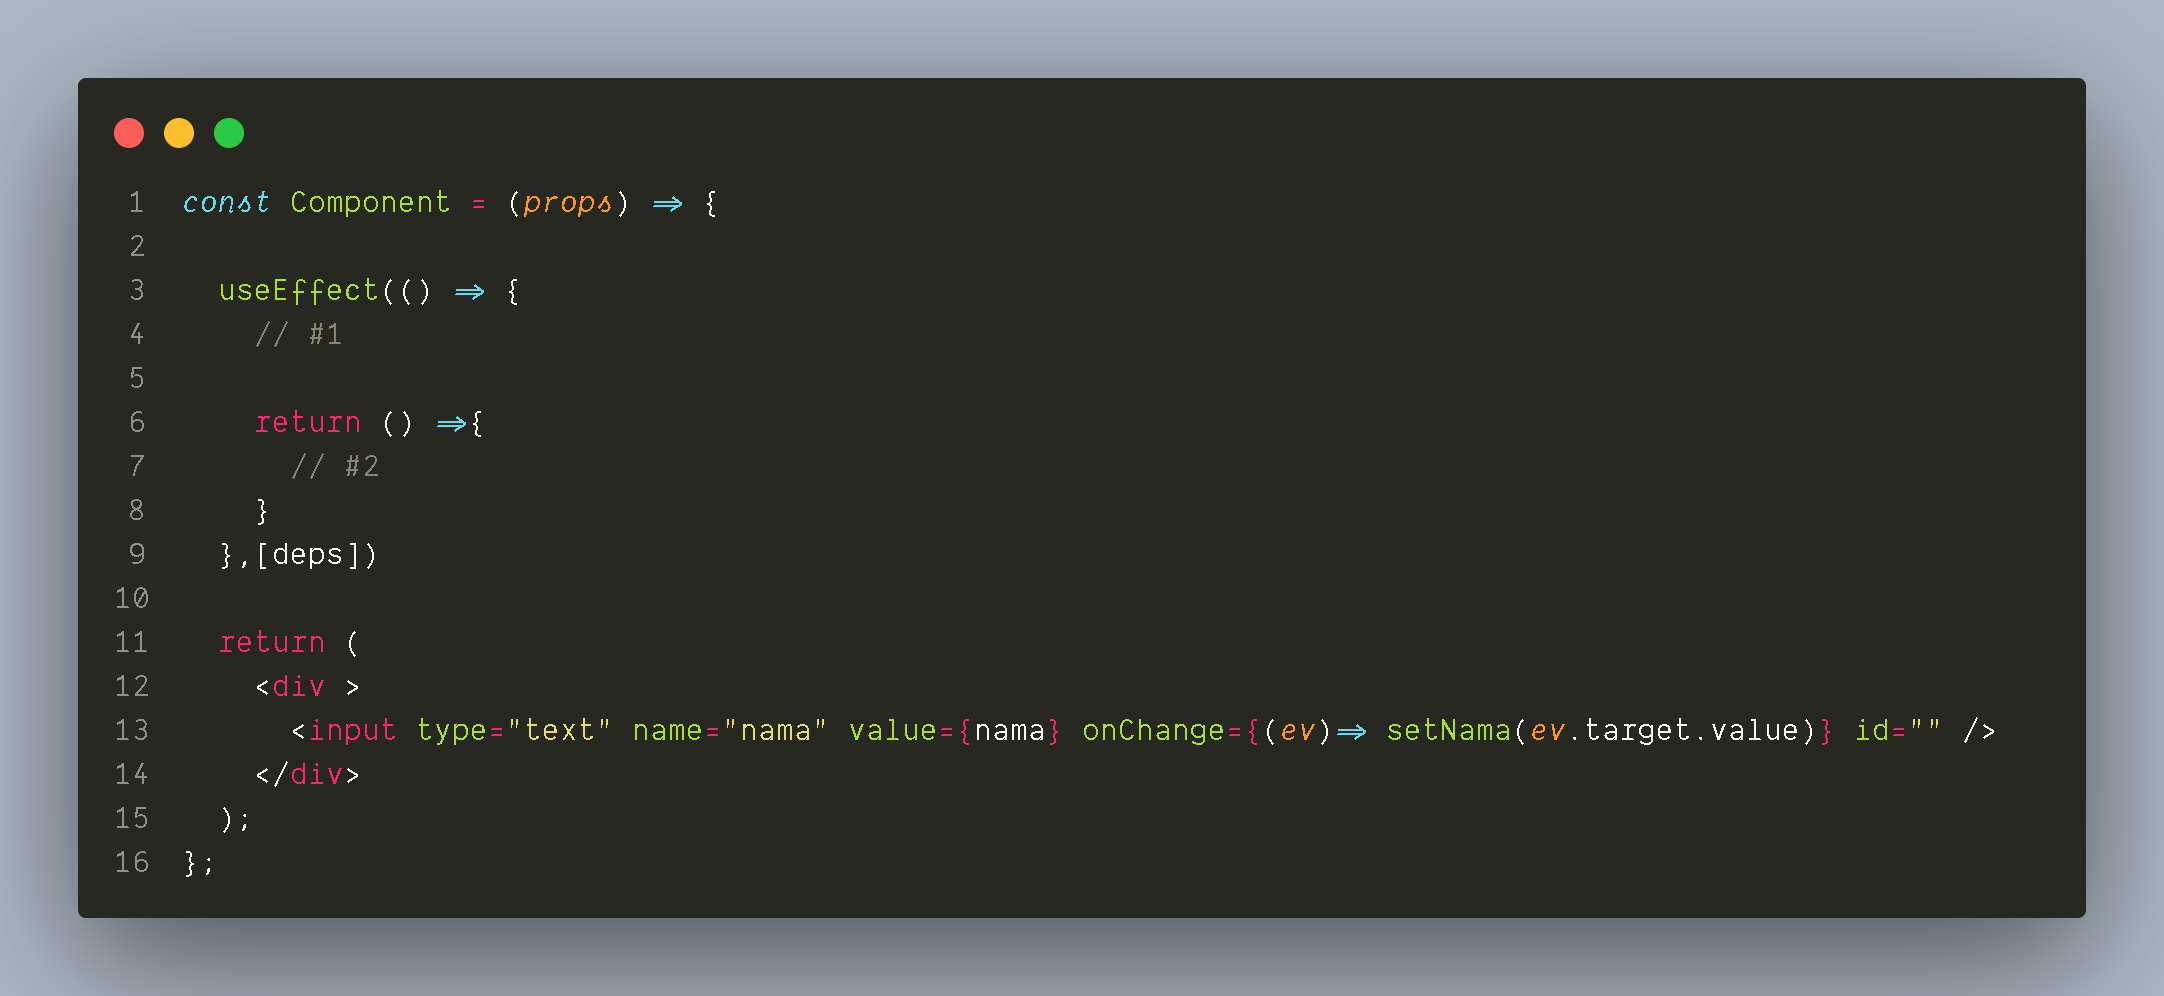 1 const Component = (props) => {
2
3 useEffect(() => {
4 // #1
5
6 return () =>{
7 // #2
8 }
9 },[deps])
10
11 return (
12 <div >
13 <input type="text" name="nama" value={nama} onChange={(ev)=> setNama(ev.target.value)} id="" />
14 </div>
15 );
16 };